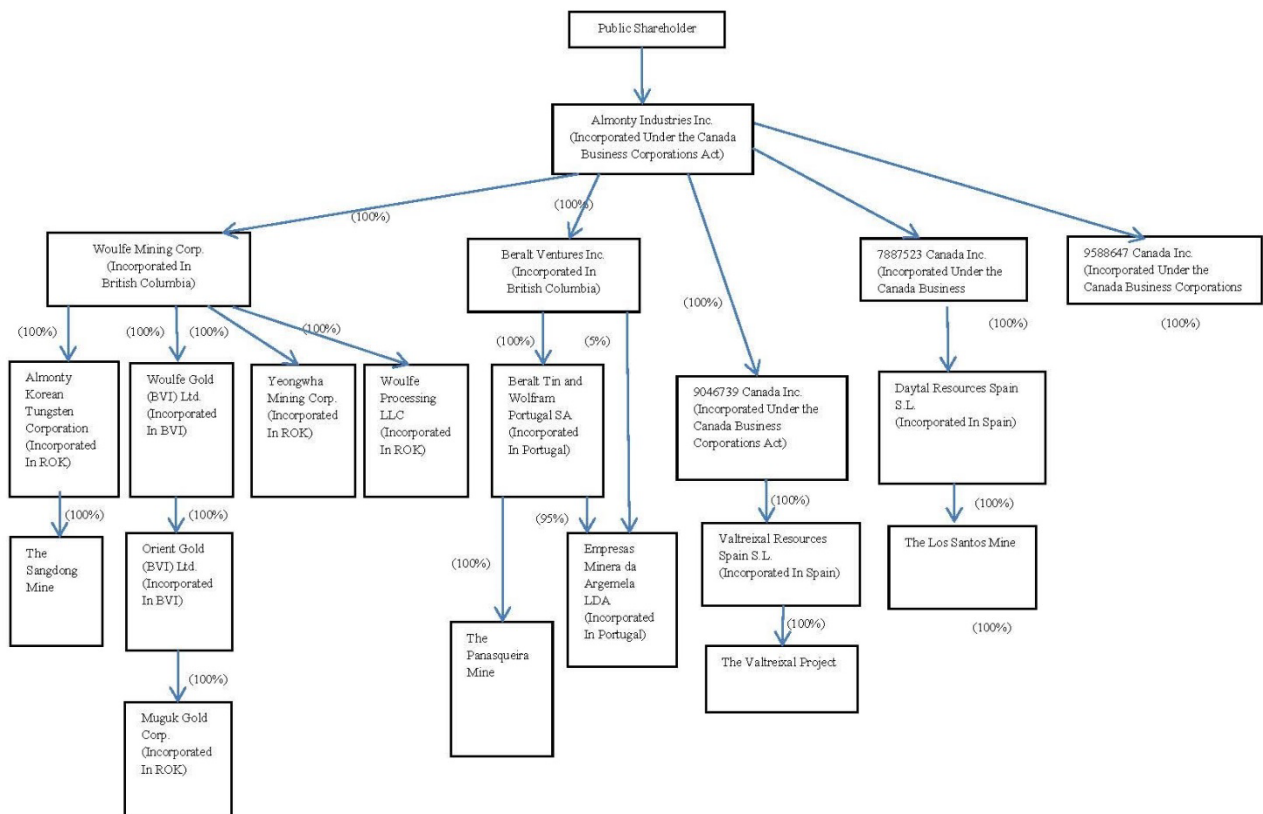 Public Shareholder
Almonty Industries Inc.
(Incorporated Under the Canada
Business Corporations Act)
(100%)
(100%)
Woulfe Mining Corp.
(Incorporated In
British Columbia)
Beralt Ventures Inc.
(Incorporated In
British Columbia)
(100%)
7887523 Canada Inc.
(Incorporated Under the
Canada Business
9588647 Canada Inc.
(Incorporated Under the
Canada Business Corporations
(100%)
(100%)
(100%)
(100%)
(100%)
(100%)
(5%)
(100%)
(100%)
Almonty
Korean
Tungsten
Corporation
(Incorporated
In ROK)
Woulfe Gold
(BVI) Ltd.
(Incorporated
In BVI)
Yeongwha
Mining Corp.
(Incorporated
In ROK)
Woulfe
Processing
LLC
(Incorporated
In ROK)
Beralt Tin and
Wolfram
Portugal SA
(Incorporated
In Portugal)
9046739 Canada Inc.
(Incorporated Under the
Canada Business
Corporations Act)
Daytal Resources Spain
S.L.
(Incorporated In Spain)
(100%)
(100%)
(95%)
(100%)
(100%)
The
Sangdong
Mine
Orient Gold
(BVI) Ltd.
(Incorporated
In BVI)
(100%)
Empresas
Minera da
Argemela
LDA
(Incorporated
In Portugal)
Valtreixal Resources
Spain S.L.
(Incorporated In Spain)
The Los Santos Mine
(100%)
(100%)
The
Panasqueira
Mine
The Valtreixal Project
(100%)
Muguk Gold
Corp.
(Incorporated
In ROK)